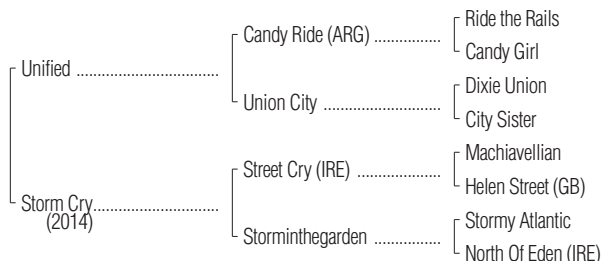 Ride the Rails
Candy Ride (ARG) ..................
Candy Girl
Unified ................................
Dixie Union
Union City ..........................
City Sister
Machiavellian
Street Cry (IRE) ..................
Helen Street (GB)
Storm Cry......................
(2014)
Stormy Atlantic
Storminthegarden ..............
North Of Eden (IRE)